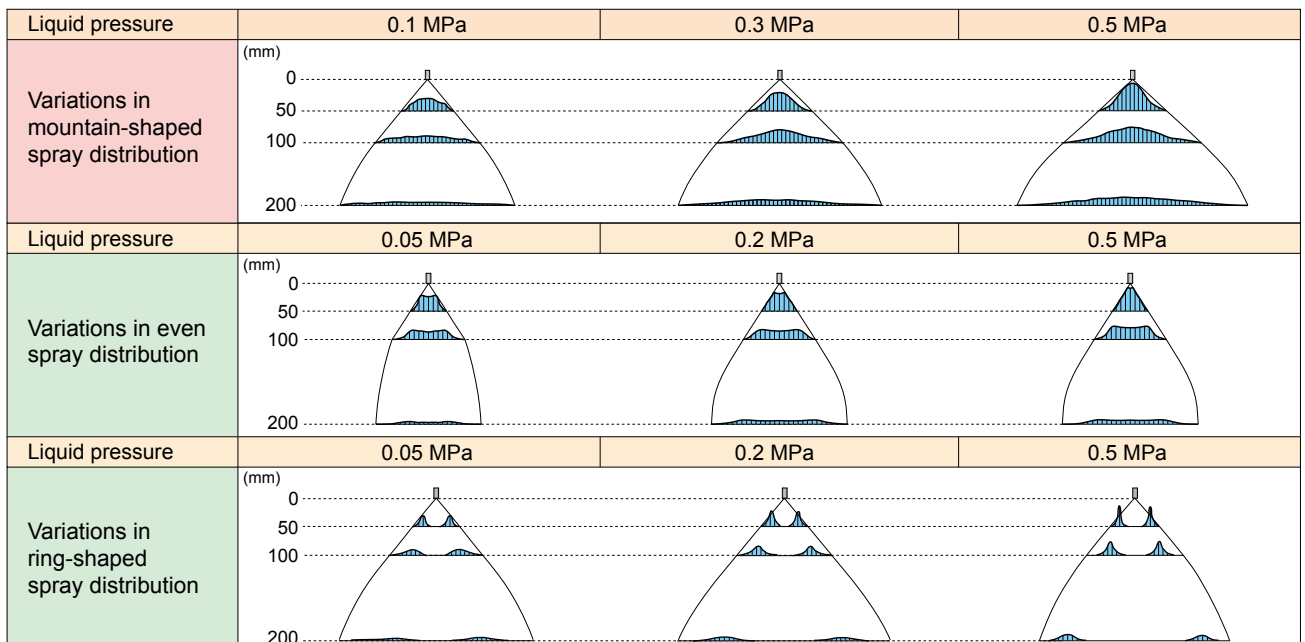 Liquid pressure 0.1 MPa 0.3 MPa 0.5 MPa
(mm)
Variations in
mountain-shaped
spray distribution
0
50
100
200
Liquid pressure 0.05 MPa 0.2 MPa 0.5 MPa
(mm)
Variations in even
spray distribution
0
50
100
200
Liquid pressure 0.05 MPa 0.2 MPa 0.5 MPa
(mm)
Variations in
ring-shaped
spray distribution
0
50
100
200